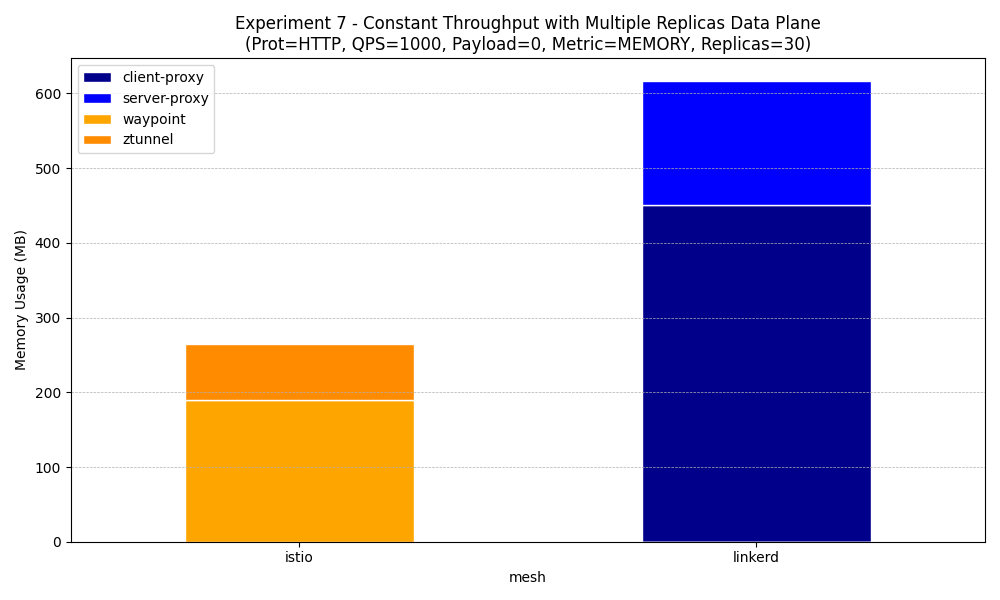 Experiment 7 - Constant Throughput with Multiple Replicas Data Plane
(Prot=HTTP, QPS=1000, Payload=0, Metric=MEMORY, Replicas=30)
client-proxy
server-proxy
waypoint
ztunnel
Memory Usage (MB)
600
500
400
300
200
100
0
istio
linkerd
mesh